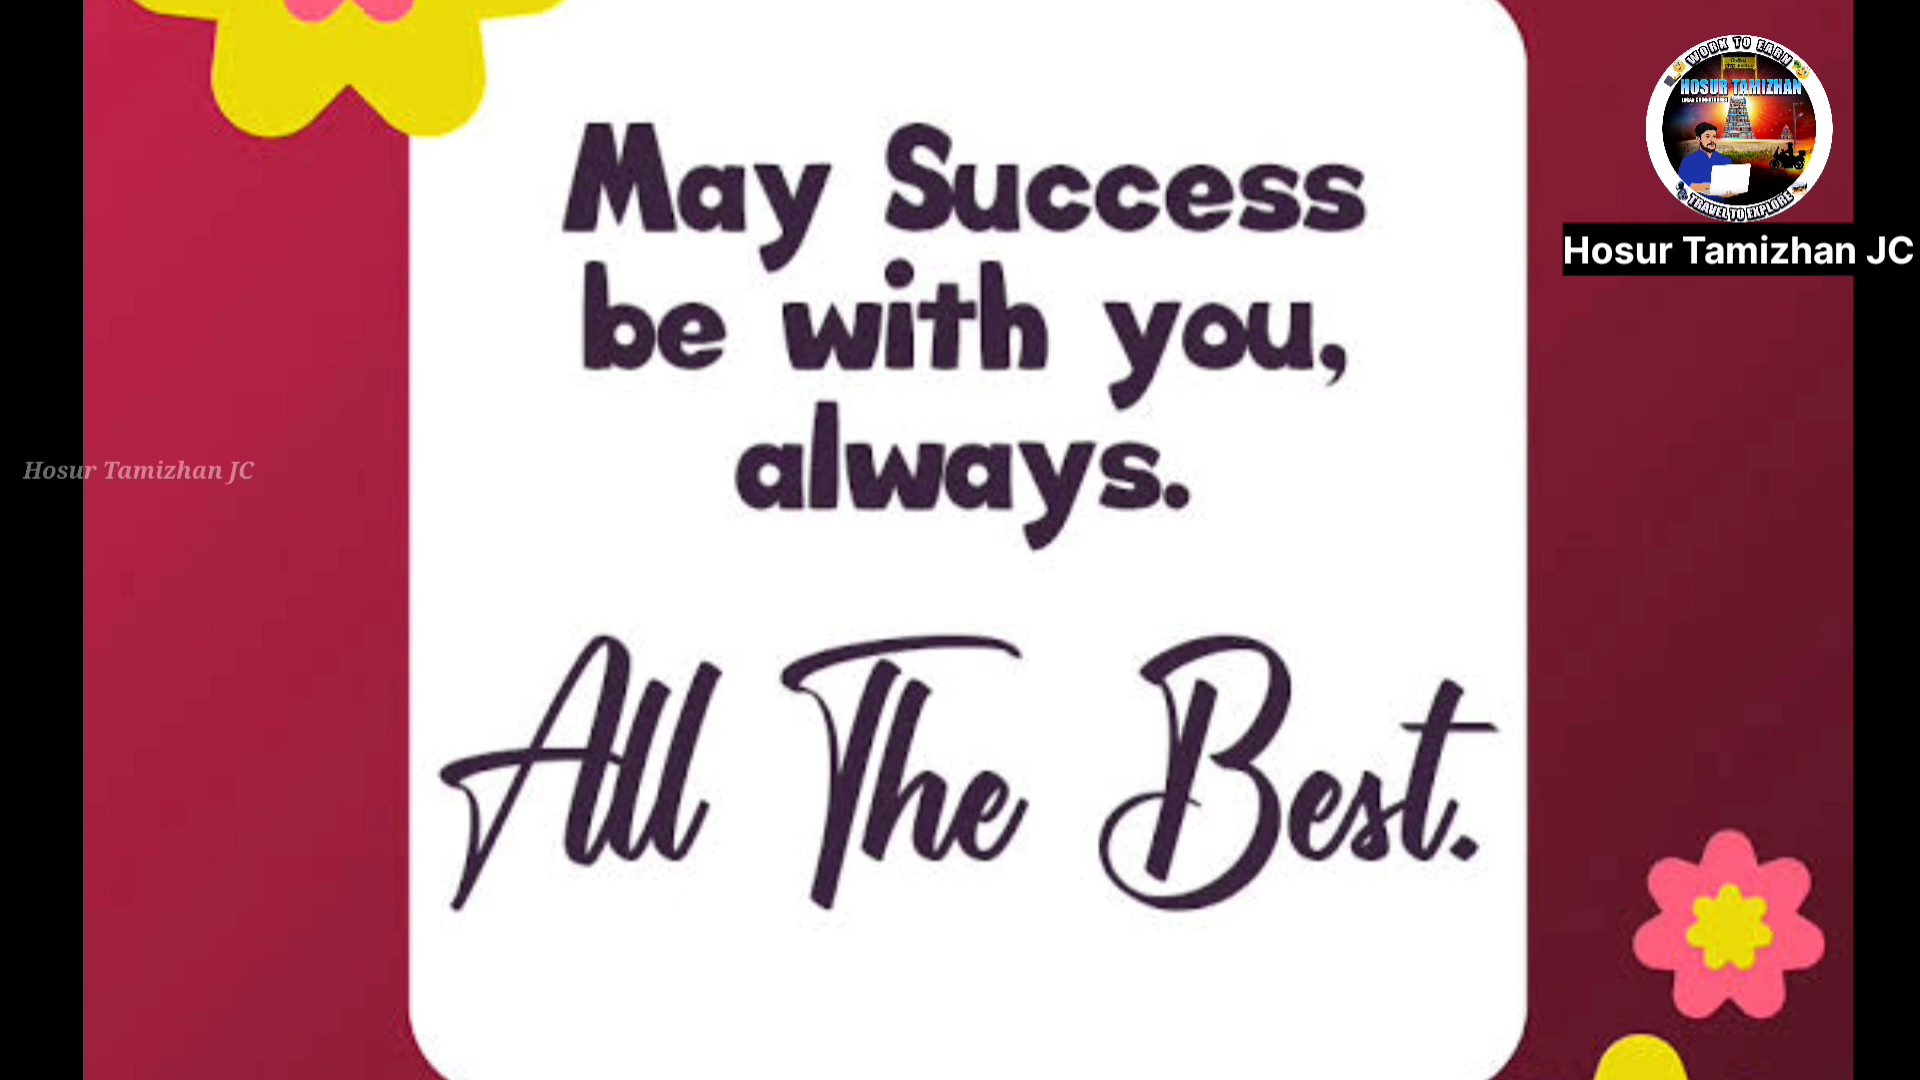 May Success
be with you,
always.
All The Best.
WORK TO EARN
HOSUR TAMIZHAN
TRAVEL TO EXPLORE
Hosur Tamizhan JC
Hosur Tamizhan JC